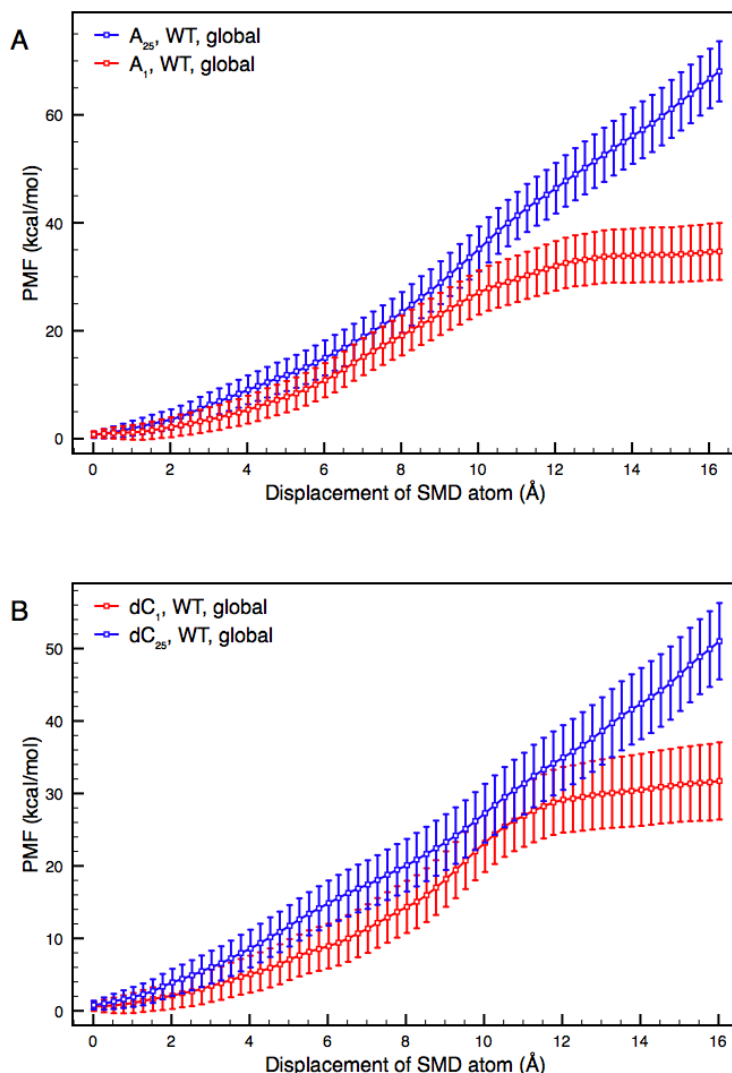 A
A₂₅, WT, global
A₁, WT, global
PMF (kcal/mol)
60
40
20
0
0 2 4 6 8 10 12 14 16
Displacement of SMD atom (Å)
B
dC₁, WT, global
dC₂₅, WT, global
PMF (kcal/mol)
50
40
30
20
10
0
0 2 4 6 8 10 12 14 16
Displacement of SMD atom (Å)